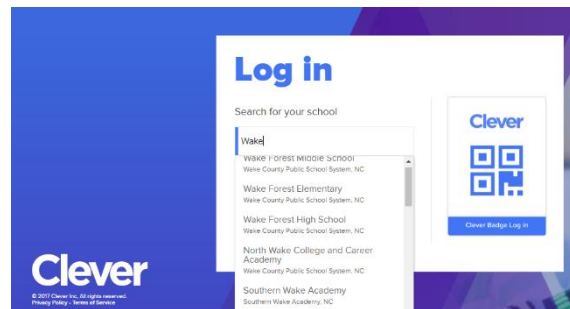 Log in
Search for your school
Wake
Wake Forest Middle School
Wake County Public School System, NC
Wake Forest Elementary
Wake County Public School System, NC
Wake Forest High School
Wake County Public School System, NC
North Wake College and Career
Academy
Wake County Public School System, NC
Southern Wake Academy
Southern Wake Academy, NC
Clever
Clever Badge Log in
Clever
© 2017 Clever Inc. All rights reserved.
Privacy Policy - Terms of Service